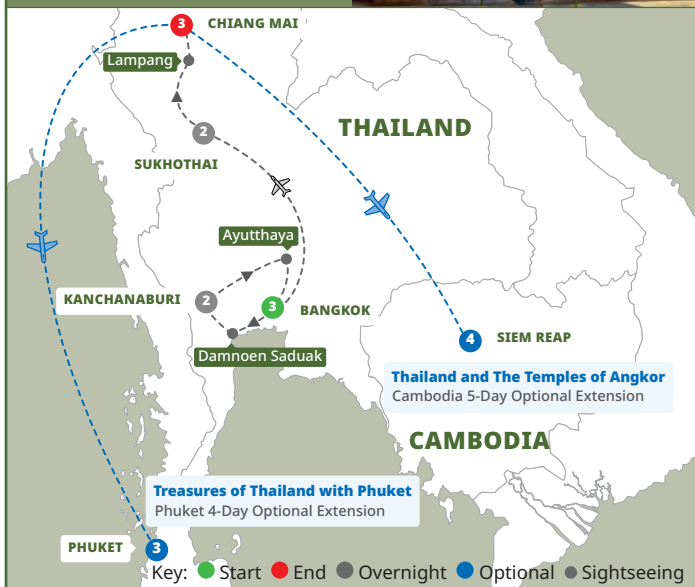 3 CHIANG MAI
Lampang
THAILAND
2
SUKHOTHAI
Ayutthaya
KANCHANABURI 2
3 BANGKOK
4 SIEM REAP
Damnoen Saduak
Thailand and The Temples of Angkor
Cambodia 5-Day Optional Extension
CAMBODIA
Treasures of Thailand with Phuket
Phuket 4-Day Optional Extension
PHUKET 3
Key: Start End Overnight Optional Sightseeing